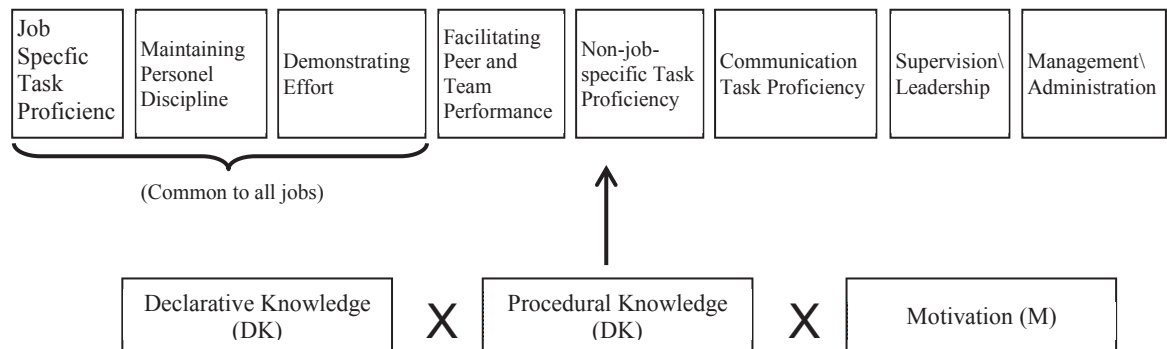 Job
Specfic
Task
Proficienc
Maintaining
Personel
Discipline
Demonstrating
Effort
Facilitating
Peer and
Team
Performance
Non-job-
specific Task
Proficiency
Communication
Task Proficiency
Supervision\
Leadership
Management\
Administration
(Common to all jobs)
Declarative Knowledge
(DK)
X
Procedural Knowledge
(DK)
X
Motivation (M)